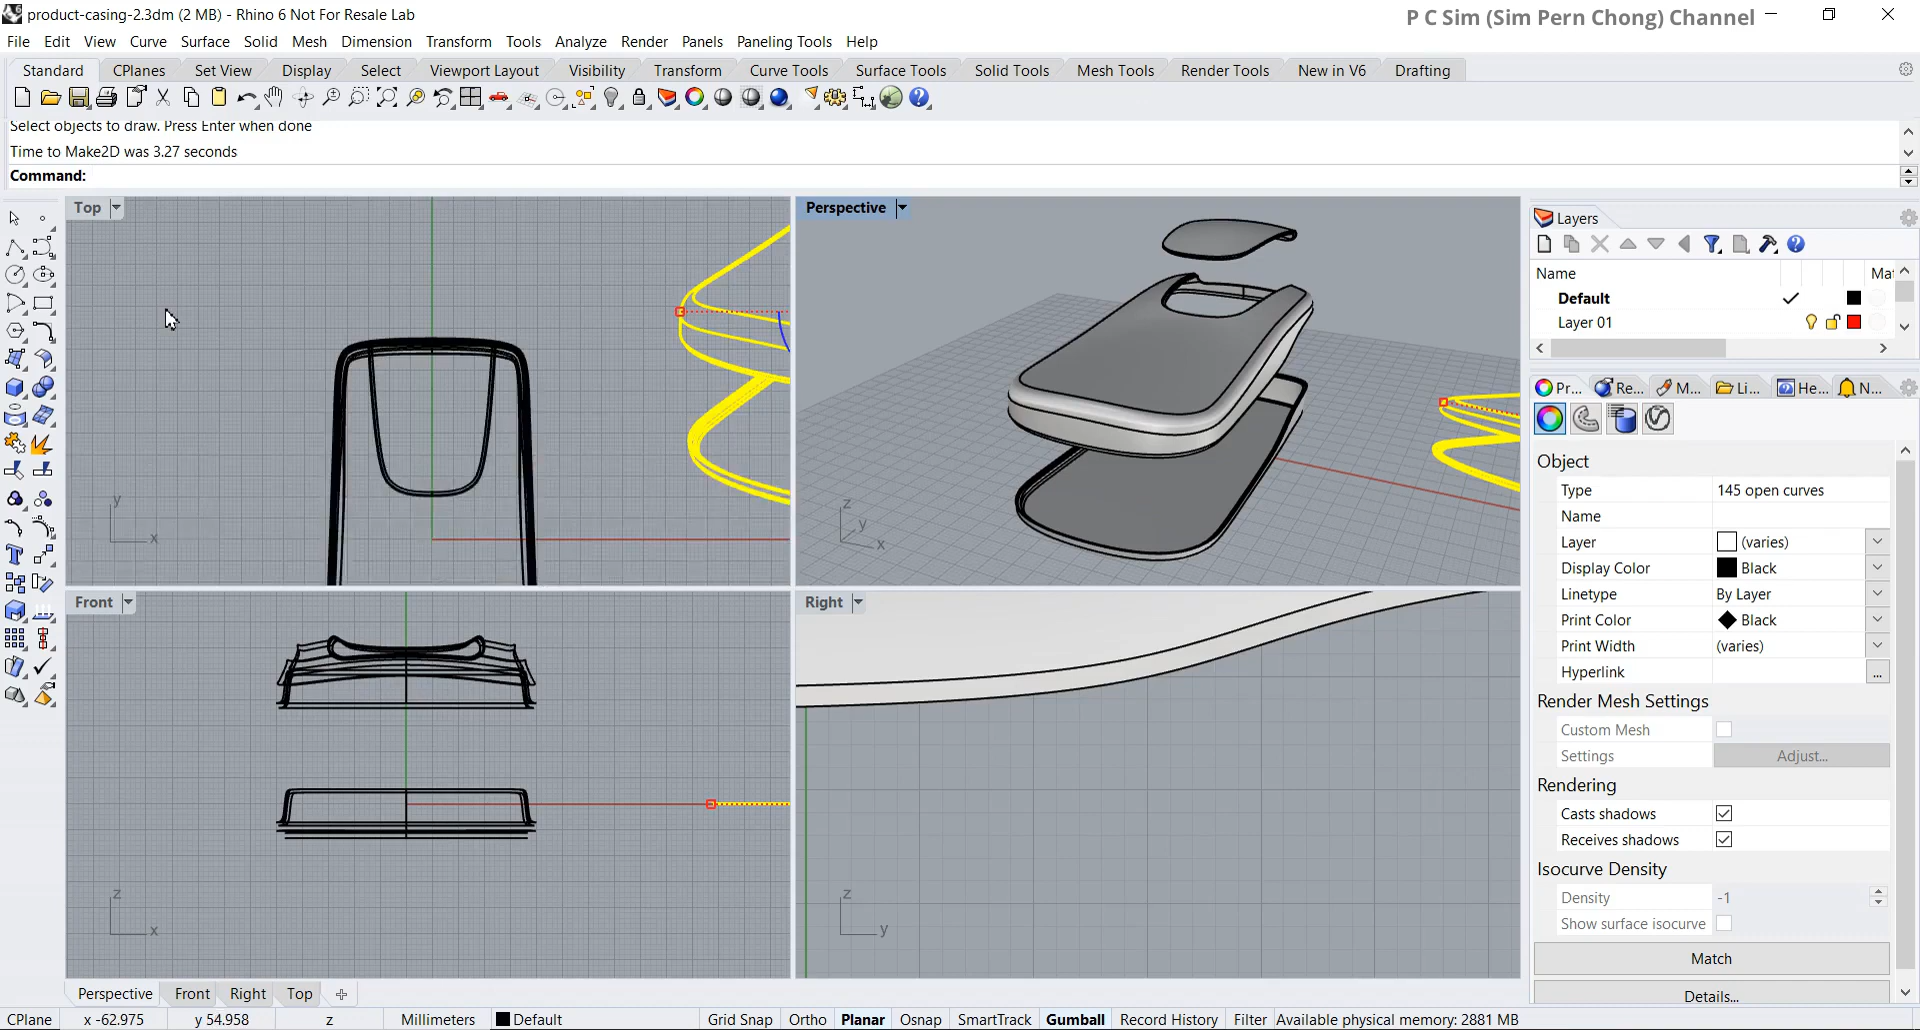 product-casing-2.3dm (2 MB) - Rhino 6 Not For Resale Lab
P C Sim (Sim Pern Chong) Channel
File Edit View Curve Surface Solid Mesh Dimension Transform Tools Analyze Render Panels Paneling Tools Help
Standard CPlanes Set View Display Select Viewport Layout Visibility Transform Curve Tools Surface Tools Solid Tools Mesh Tools Render Tools New in V6 Drafting
Select objects to draw. Press Enter when done
Time to Make2D was 3.27 seconds
Command:
Top
y
x
Perspective
z
y
x
Front
z
x
Right
z
y
Layers
Name Mat
Default
Layer 01
Pr... Re... M... Li... He... N...
Object
Type 145 open curves
Name
Layer (varies)
Display Color Black
Linetype By Layer
Print Color Black
Print Width (varies)
Hyperlink ...
Render Mesh Settings
Custom Mesh
Settings Adjust...
Rendering
Casts shadows
Receives shadows
Isocurve Density
Density -1
Show surface isocurve
Match
Details...
Perspective Front Right Top
CPlane x -62.975 y 54.958 z Millimeters Default Grid Snap Ortho Planar Osnap SmartTrack Gumball Record History Filter Available physical memory: 2881 MB